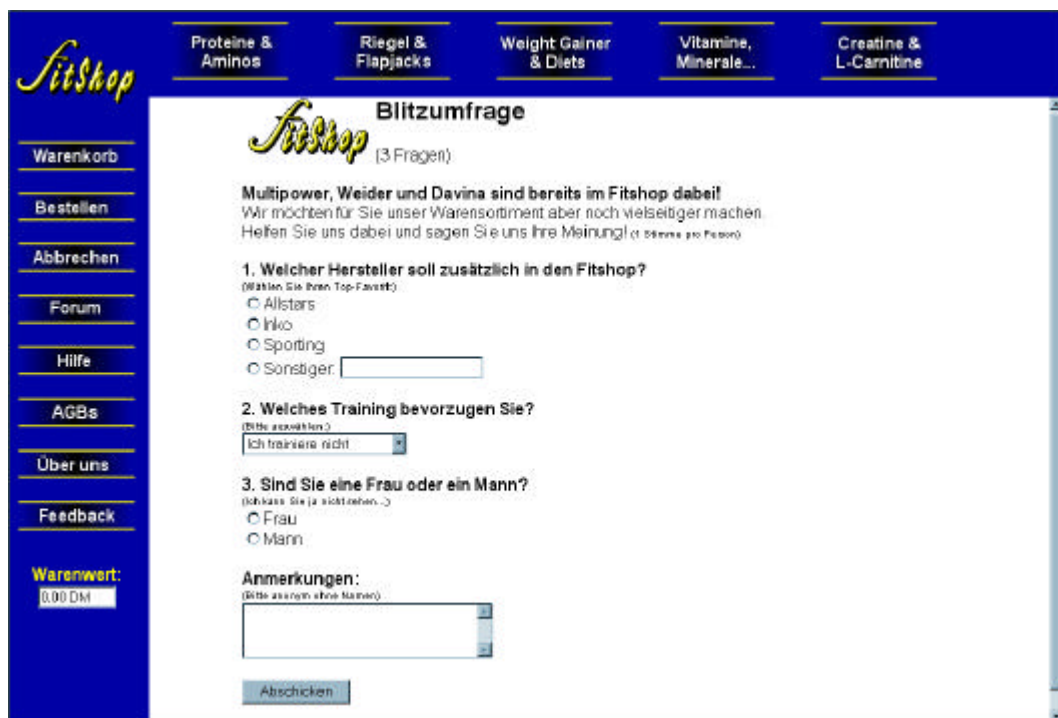 FitShop
Proteine &
Aminos
Riegel &
Flapjacks
Weight Gainer
& Diets
Vitamine,
Minerale...
Creatine &
L-Carnitine
Warenkorb
Bestellen
Abbrechen
Forum
Hilfe
AGBs
Über uns
Feedback
Warenwert:
0.00 DM
FitShop
Blitzumfrage
(3 Fragen)
Multipower, Weider und Davina sind bereits im Fitshop dabei!
Wir möchten für Sie unser Warensortiment aber noch vielseitiger machen.
Helfen Sie uns dabei und sagen Sie uns Ihre Meinung! (1 Stimme pro Person)
1. Welcher Hersteller soll zusätzlich in den Fitshop?
(Wählen Sie Ihren Top-Favorit:)
Allstars
Inko
Sporting
Sonstiger:
2. Welches Training bevorzugen Sie?
(Bitte auswählen:)
Ich trainiere nicht
3. Sind Sie eine Frau oder ein Mann?
(Ich kann Sie ja nicht sehen...)
Frau
Mann
Anmerkungen:
(Bitte anonym ohne Namen)
Abschicken